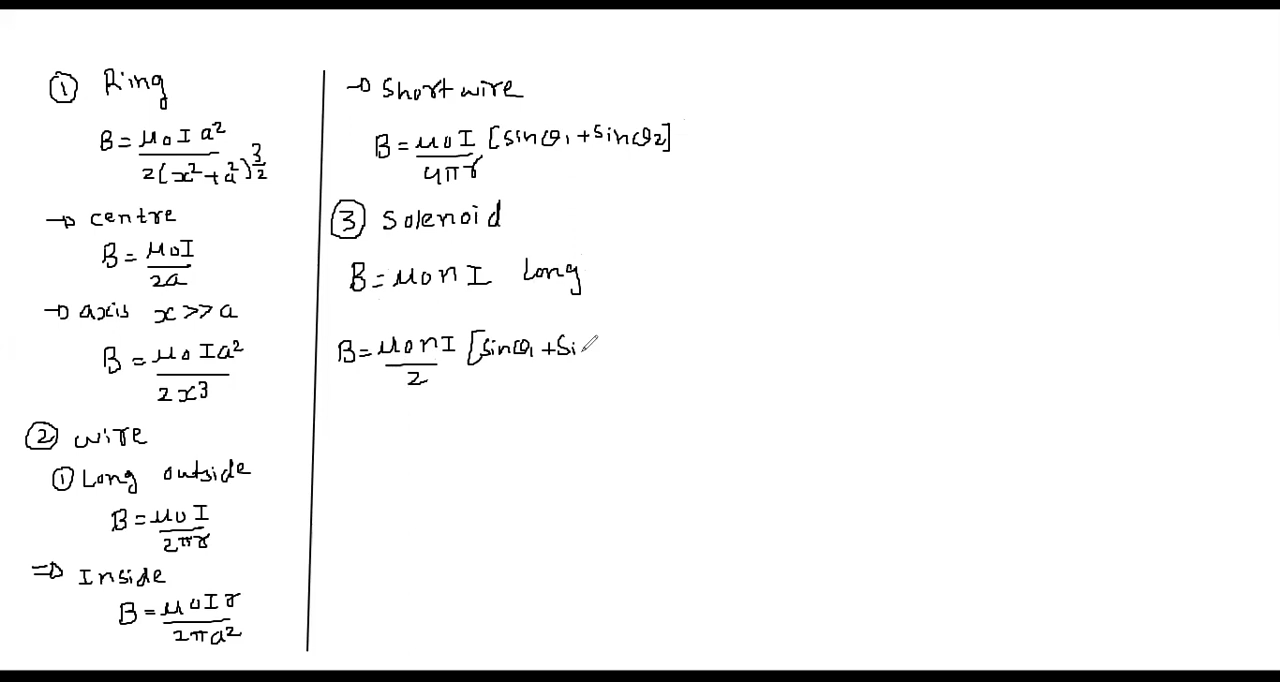 ① Ring
B = μ₀ I a² / 2(x² + a²)^3/2
→ centre
B = μ₀I / 2a
→ axis x >> a
B = μ₀ I a² / 2x³
② wire
① Long outside
B = μ₀ I / 2πr
⇒ Inside
B = μ₀ I r / 2πa²
→ Short wire
B = μ₀ I / 4πr [sinθ₁ + sinθ₂]
③ Solenoid
B = μ₀ n I Long
B = μ₀ n I / 2 [sinθ₁ + Si